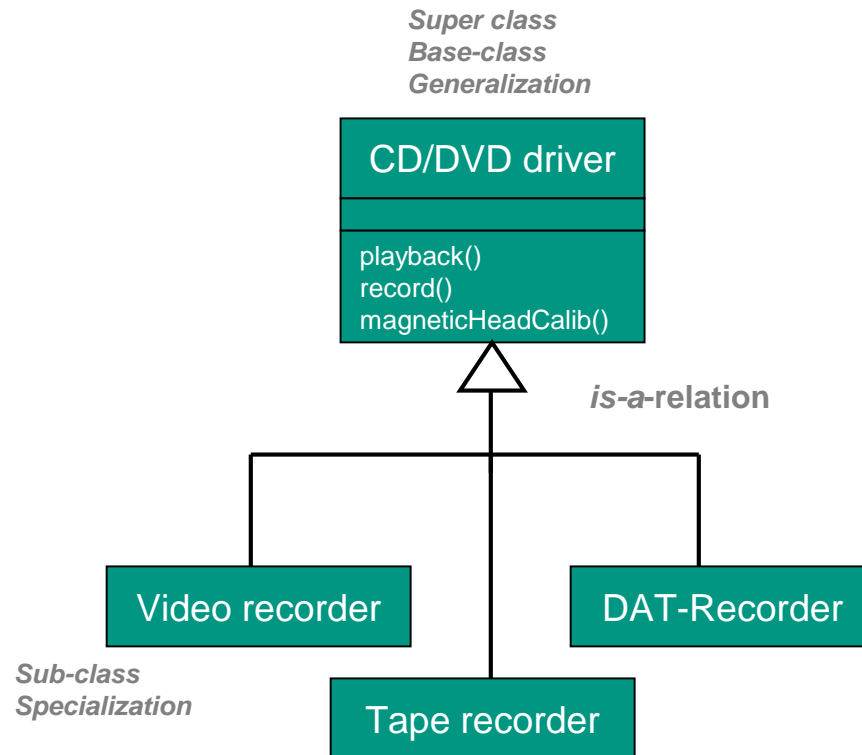 Super class
Base-class
Generalization
CD/DVD driver
playback()
record()
magneticHeadCalib()
is-a-relation
Video recorder
DAT-Recorder
Sub-class
Specialization
Tape recorder